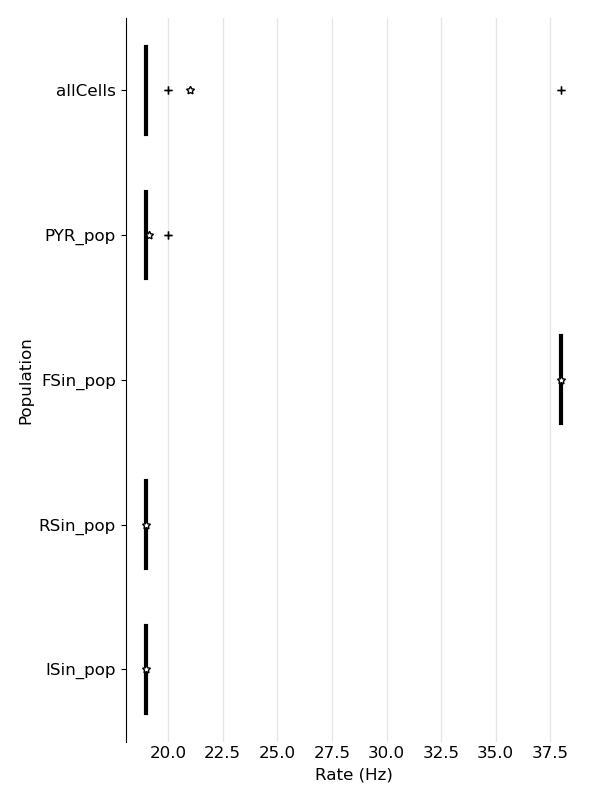 allCells
PYR_pop
FSin_pop
RSin_pop
ISin_pop
Population
20.0 22.5 25.0 27.5 30.0 32.5 35.0 37.5
Rate (Hz)